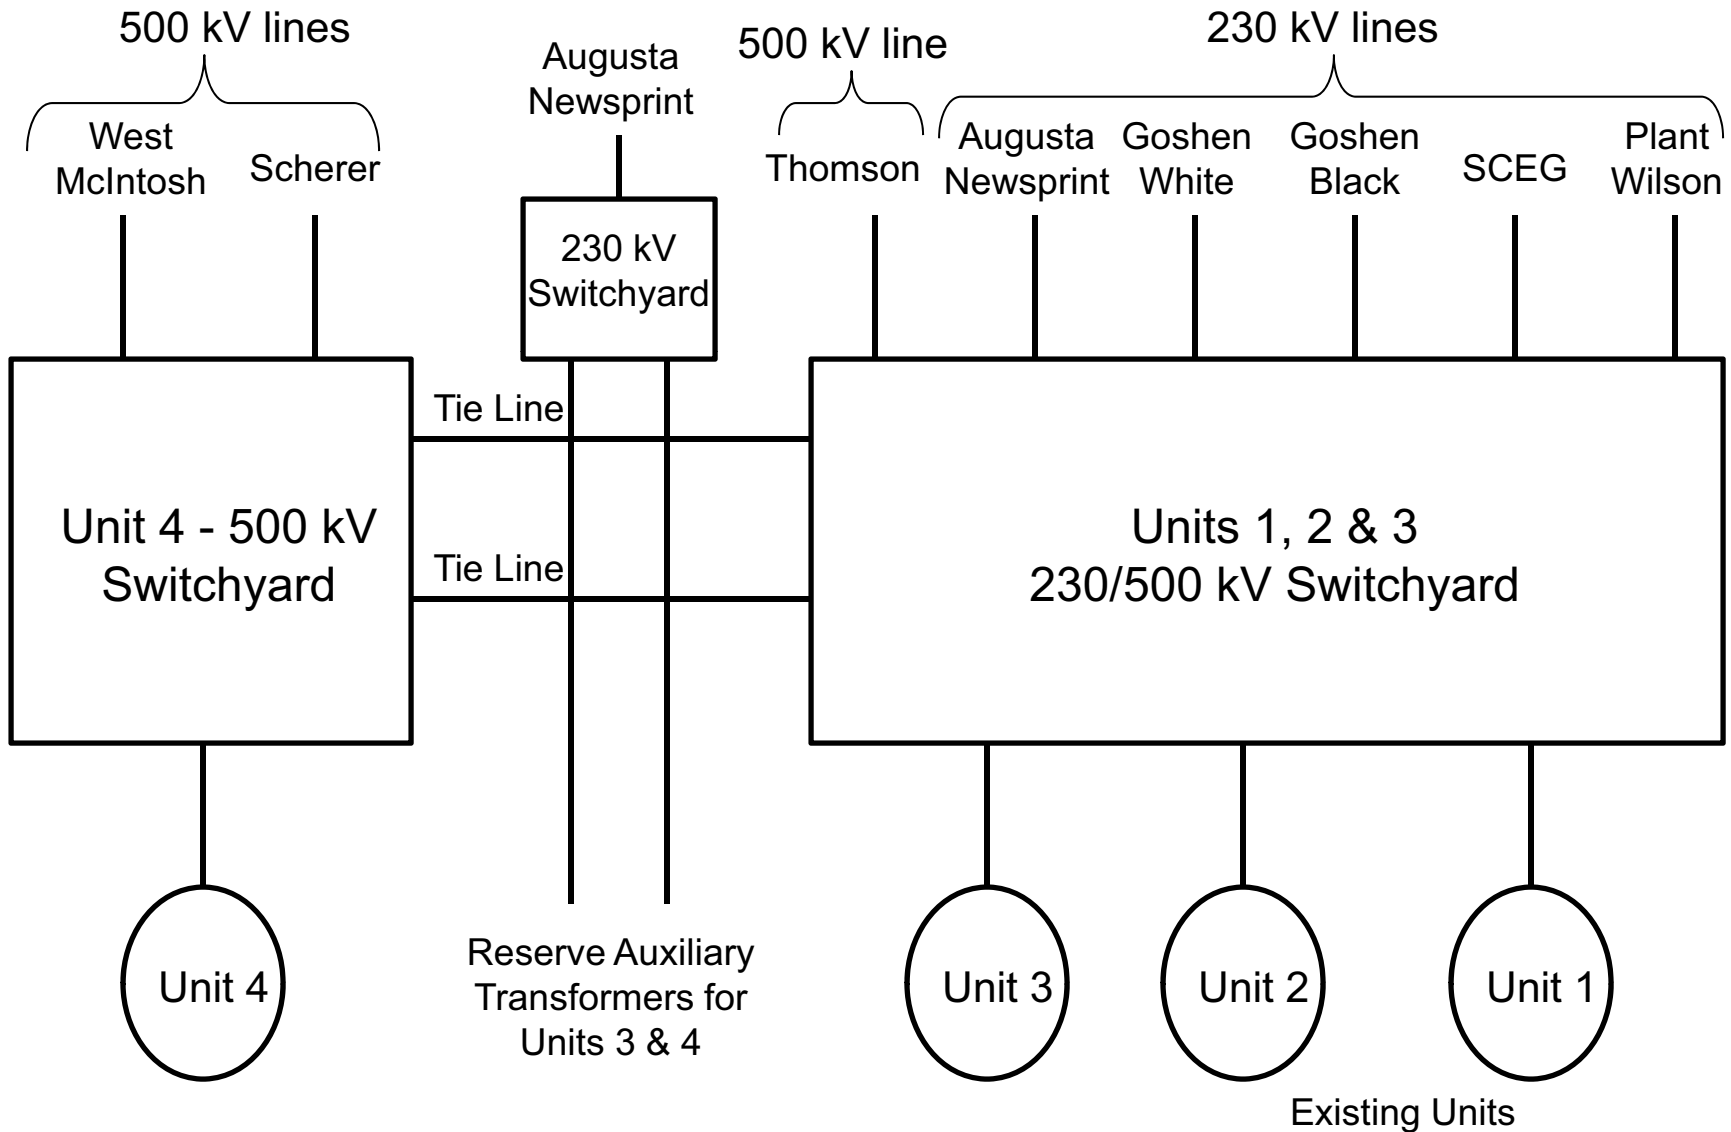 500 kV lines
Augusta
Newsprint
500 kV line
230 kV lines
West
McIntosh
Scherer
Thomson
Augusta
Newsprint
Goshen
White
Goshen
Black
SCEG
Plant
Wilson
230 kV
Switchyard
Tie Line
Tie Line
Unit 4 - 500 kV
Switchyard
Units 1, 2 & 3
230/500 kV Switchyard
Unit 4
Reserve Auxiliary
Transformers for
Units 3 & 4
Unit 3
Unit 2
Unit 1
Existing Units